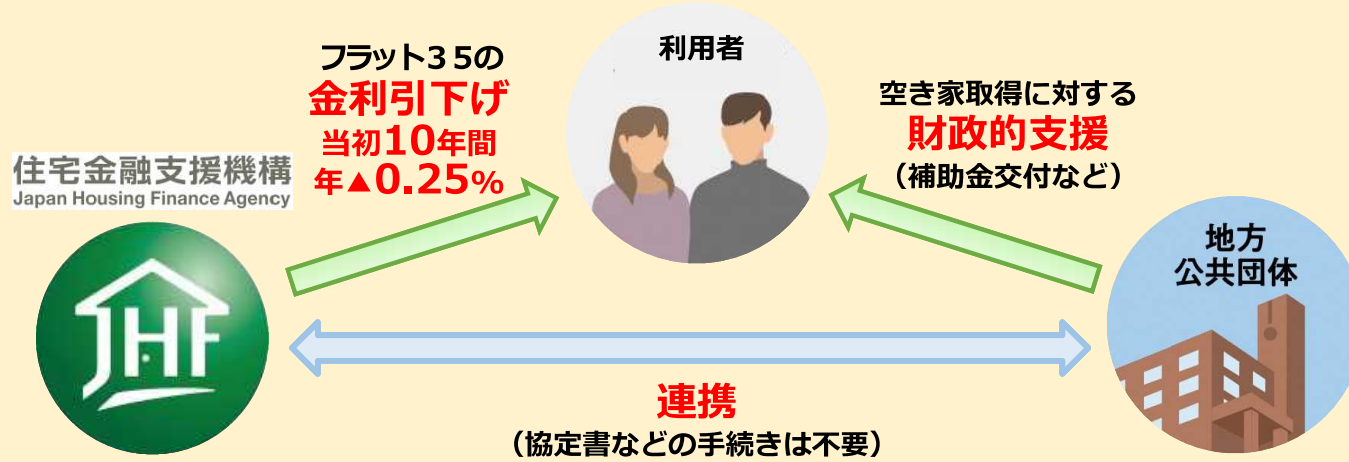 利用者
フラット35の
金利引下げ
当初10年間
年▲0.25%
空き家取得に対する
財政的支援
（補助金交付など）
住宅金融支援機構
Japan Housing Finance Agency
JHF
地方
公共団体
連携
（協定書などの手続きは不要）